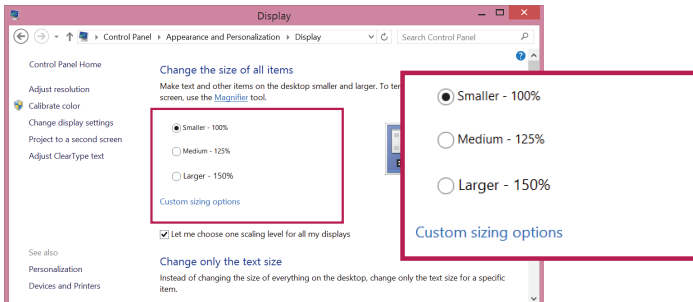 Display
Control Panel Appearance and Personalization Display
Search Control Panel
Control Panel Home
Adjust resolution
Calibrate color
Change display settings
Project to a second screen
Adjust ClearType text
See also
Personalization
Devices and Printers
Change the size of all items
Make text and other items on the desktop smaller and larger. To
screen, use the Magnifier tool.
Smaller - 100%
Medium - 125%
Larger - 150%
Custom sizing options
Let me choose one scaling level for all my displays
Change only the text size
Instead of changing the size of everything on the desktop, change only the text size for a specific
item.
Smaller - 100%
Medium - 125%
Larger - 150%
Custom sizing options